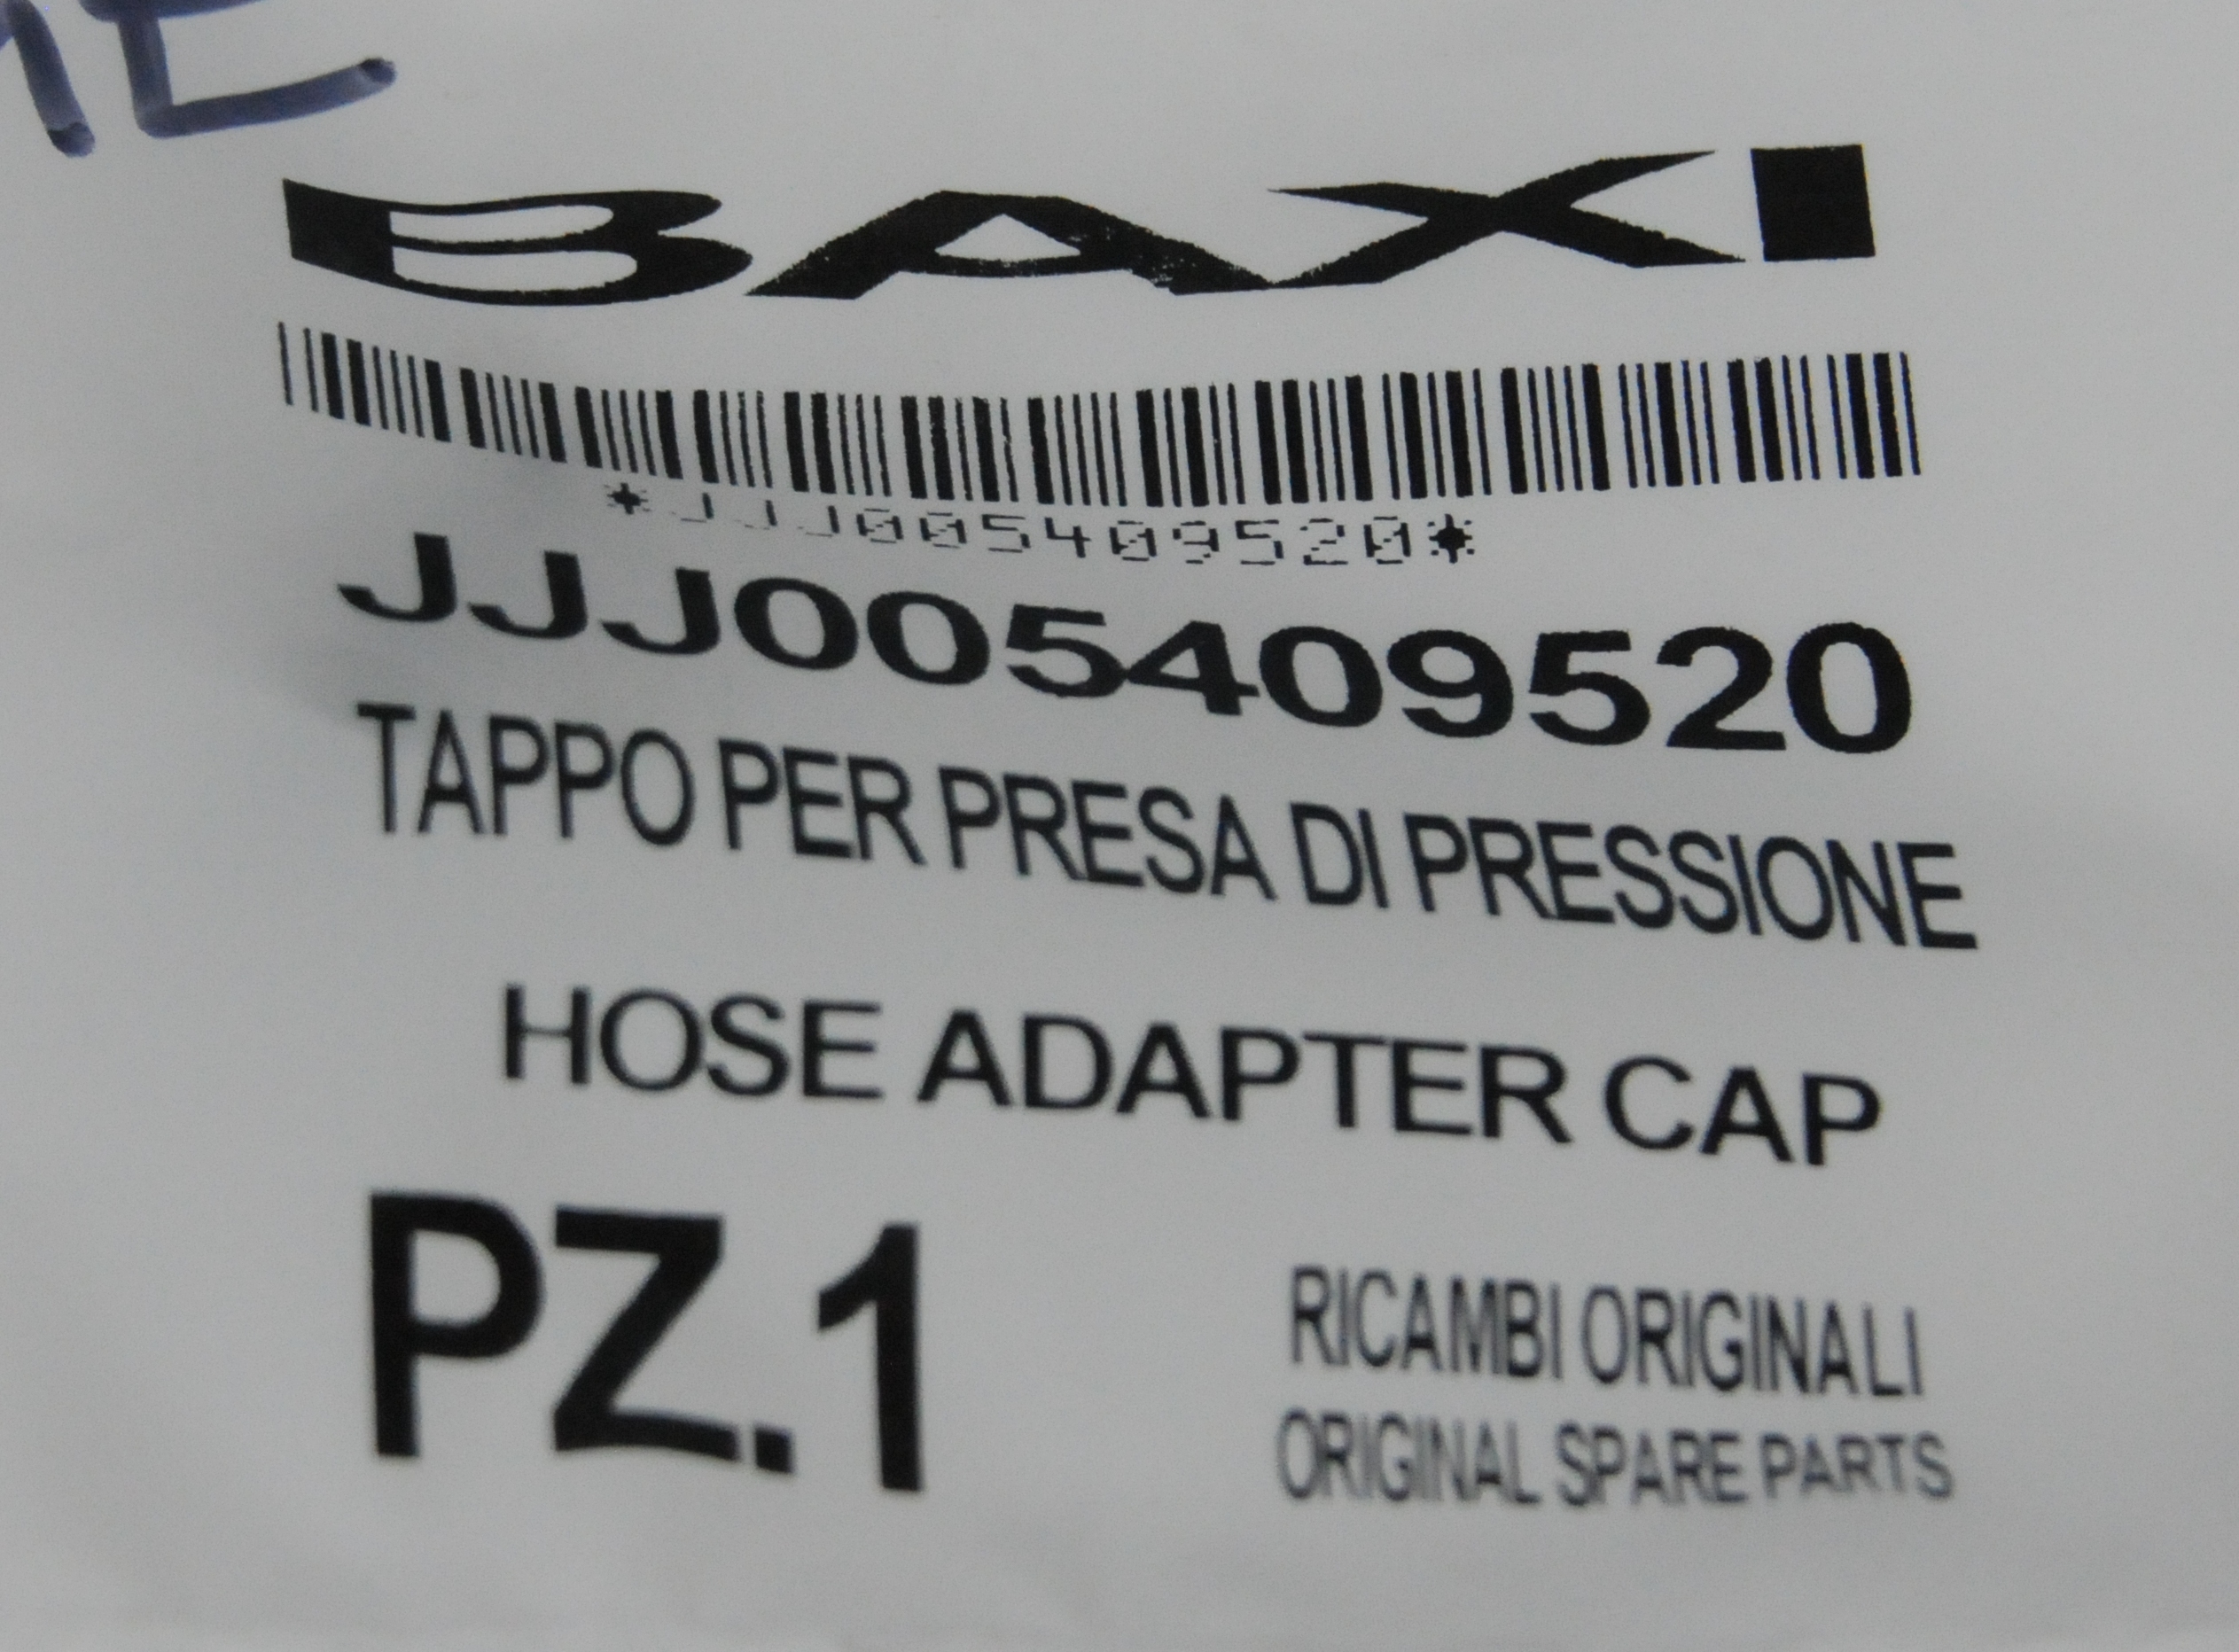 BAXI
*JJJ005409520*
JJJ005409520
TAPPO PER PRESA DI PRESSIONE
HOSE ADAPTER CAP
PZ.1
RICAMBI ORIGINALI
ORIGINAL SPARE PARTS